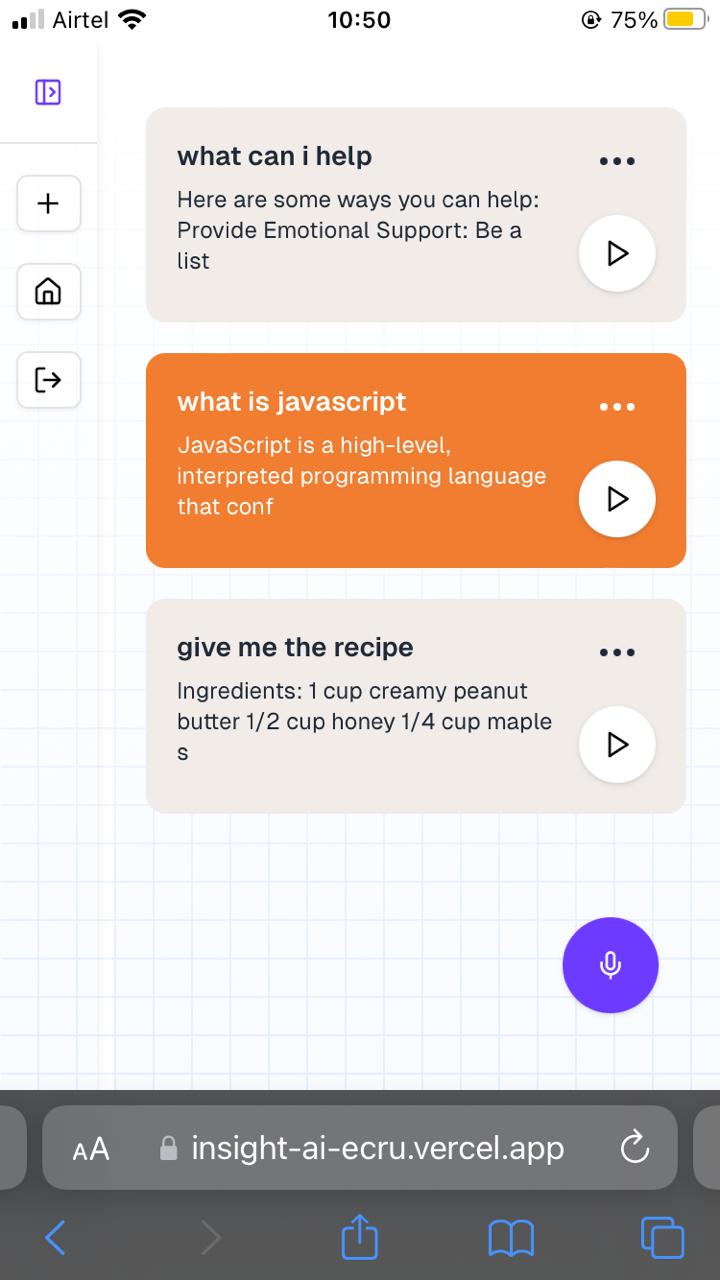 Airtel 10:50 75%
what can i help
Here are some ways you can help:
Provide Emotional Support: Be a
list
what is javascript
JavaScript is a high-level,
interpreted programming language
that conf
give me the recipe
Ingredients: 1 cup creamy peanut
butter 1/2 cup honey 1/4 cup maple
s
AA insight-ai-ecru.vercel.app